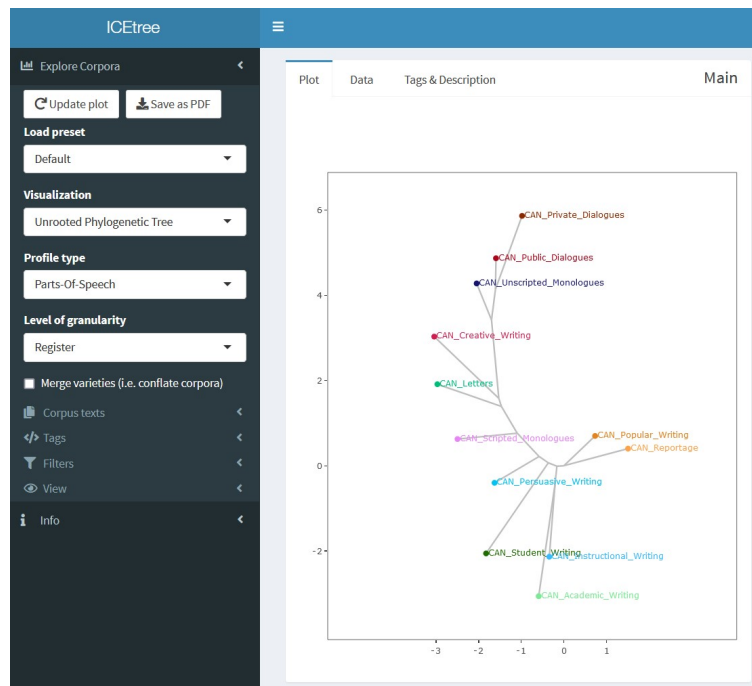 ICEtree
Explore Corpora
Update plot
Save as PDF
Load preset
Default
Visualization
Unrooted Phylogenetic Tree
Profile type
Parts-Of-Speech
Level of granularity
Register
Merge varieties (i.e. conflate corpora)
Corpus texts
Tags
Filters
View
Info
Plot Data Tags & Description Main
6
CAN_Private_Dialogues
CAN_Public_Dialogues
4
CAN_Unscripted_Monologues
CAN_Creative_Writing
2
CAN_Letters
CAN_Scripted_Monologues
CAN_Popular_Writing
CAN_Reportage
0
CAN_Persuasive_Writing
-2
CAN_Student_Writing
CAN_Instructional_Writing
CAN_Academic_Writing
-3 -2 -1 0 1